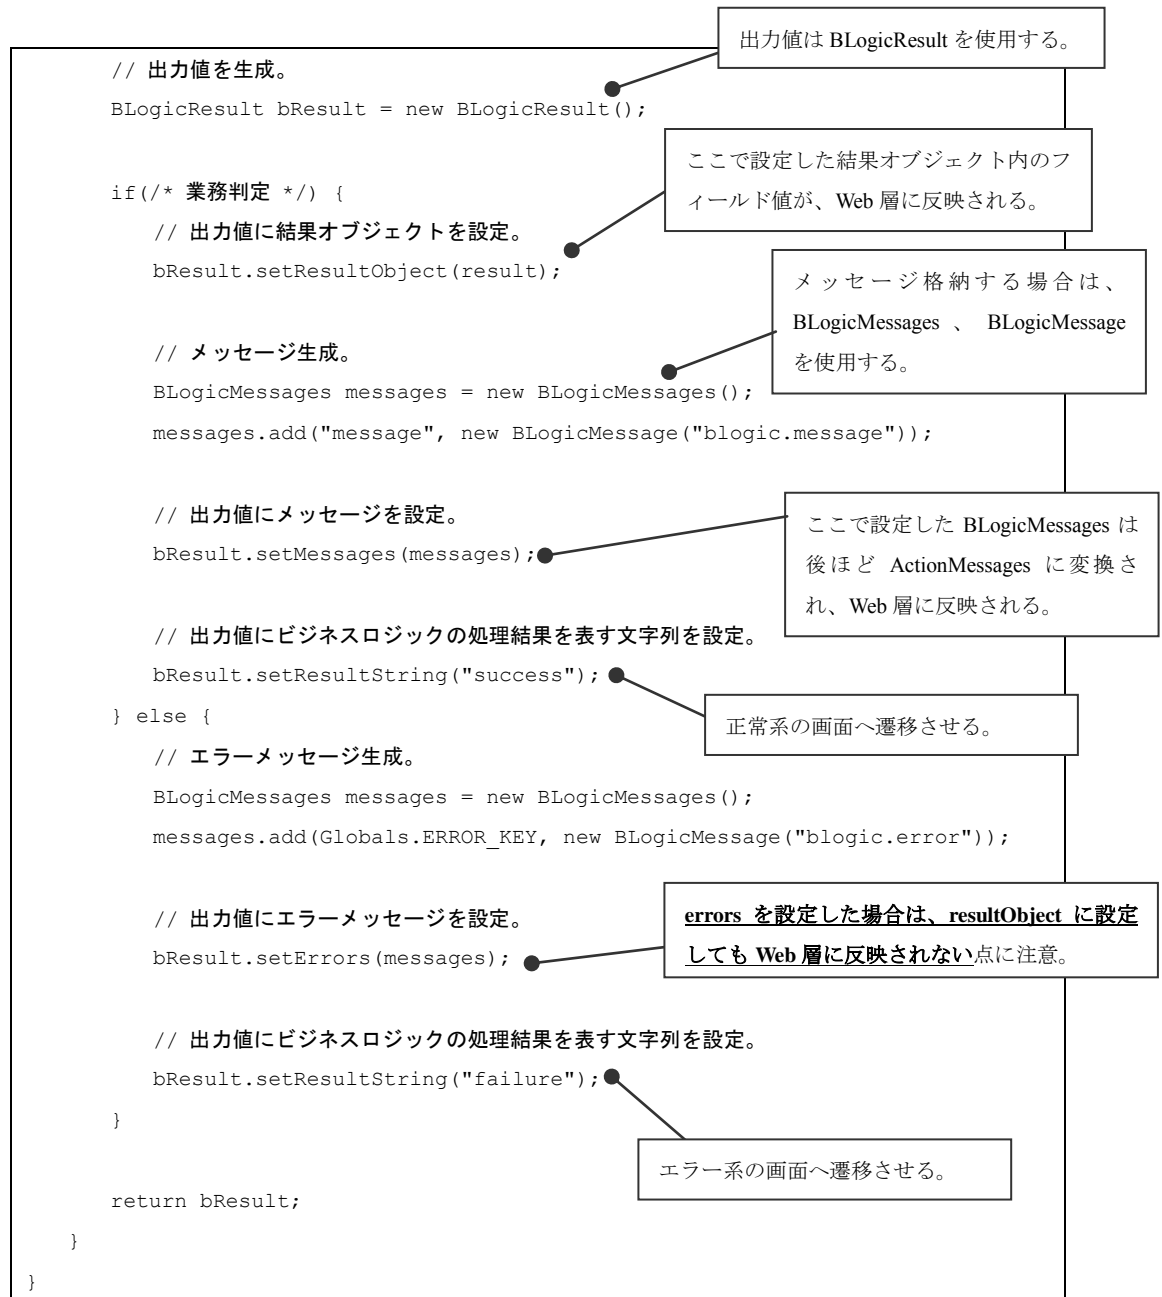 出力値は BLogicResult を使用する。
// 出力値を生成。
BLogicResult bResult = new BLogicResult();
ここで設定した結果オブジェクト内のフ
ィールド値が、Web 層に反映される。
if(/* 業務判定 */) {
// 出力値に結果オブジェクトを設定。
bResult.setResultObject(result);
メッセージ格納する場合は、
BLogicMessages 、 BLogicMessage
を使用する。
// メッセージ生成。
BLogicMessages messages = new BLogicMessages();
messages.add("message", new BLogicMessage("blogic.message"));
// 出力値にメッセージを設定。
bResult.setMessages(messages);
ここで設定した BLogicMessages は
後ほど ActionMessages に変換さ
れ、Web 層に反映される。
// 出力値にビジネスロジックの処理結果を表す文字列を設定。
bResult.setResultString("success");
正常系の画面へ遷移させる。
} else {
// エラーメッセージ生成。
BLogicMessages messages = new BLogicMessages();
messages.add(Globals.ERROR_KEY, new BLogicMessage("blogic.error"));
// 出力値にエラーメッセージを設定。
bResult.setErrors(messages);
errors を設定した場合は、resultObject に設定
しても Web 層に反映されない点に注意。
// 出力値にビジネスロジックの処理結果を表す文字列を設定。
bResult.setResultString("failure");
}
エラー系の画面へ遷移させる。
return bResult;
}
}